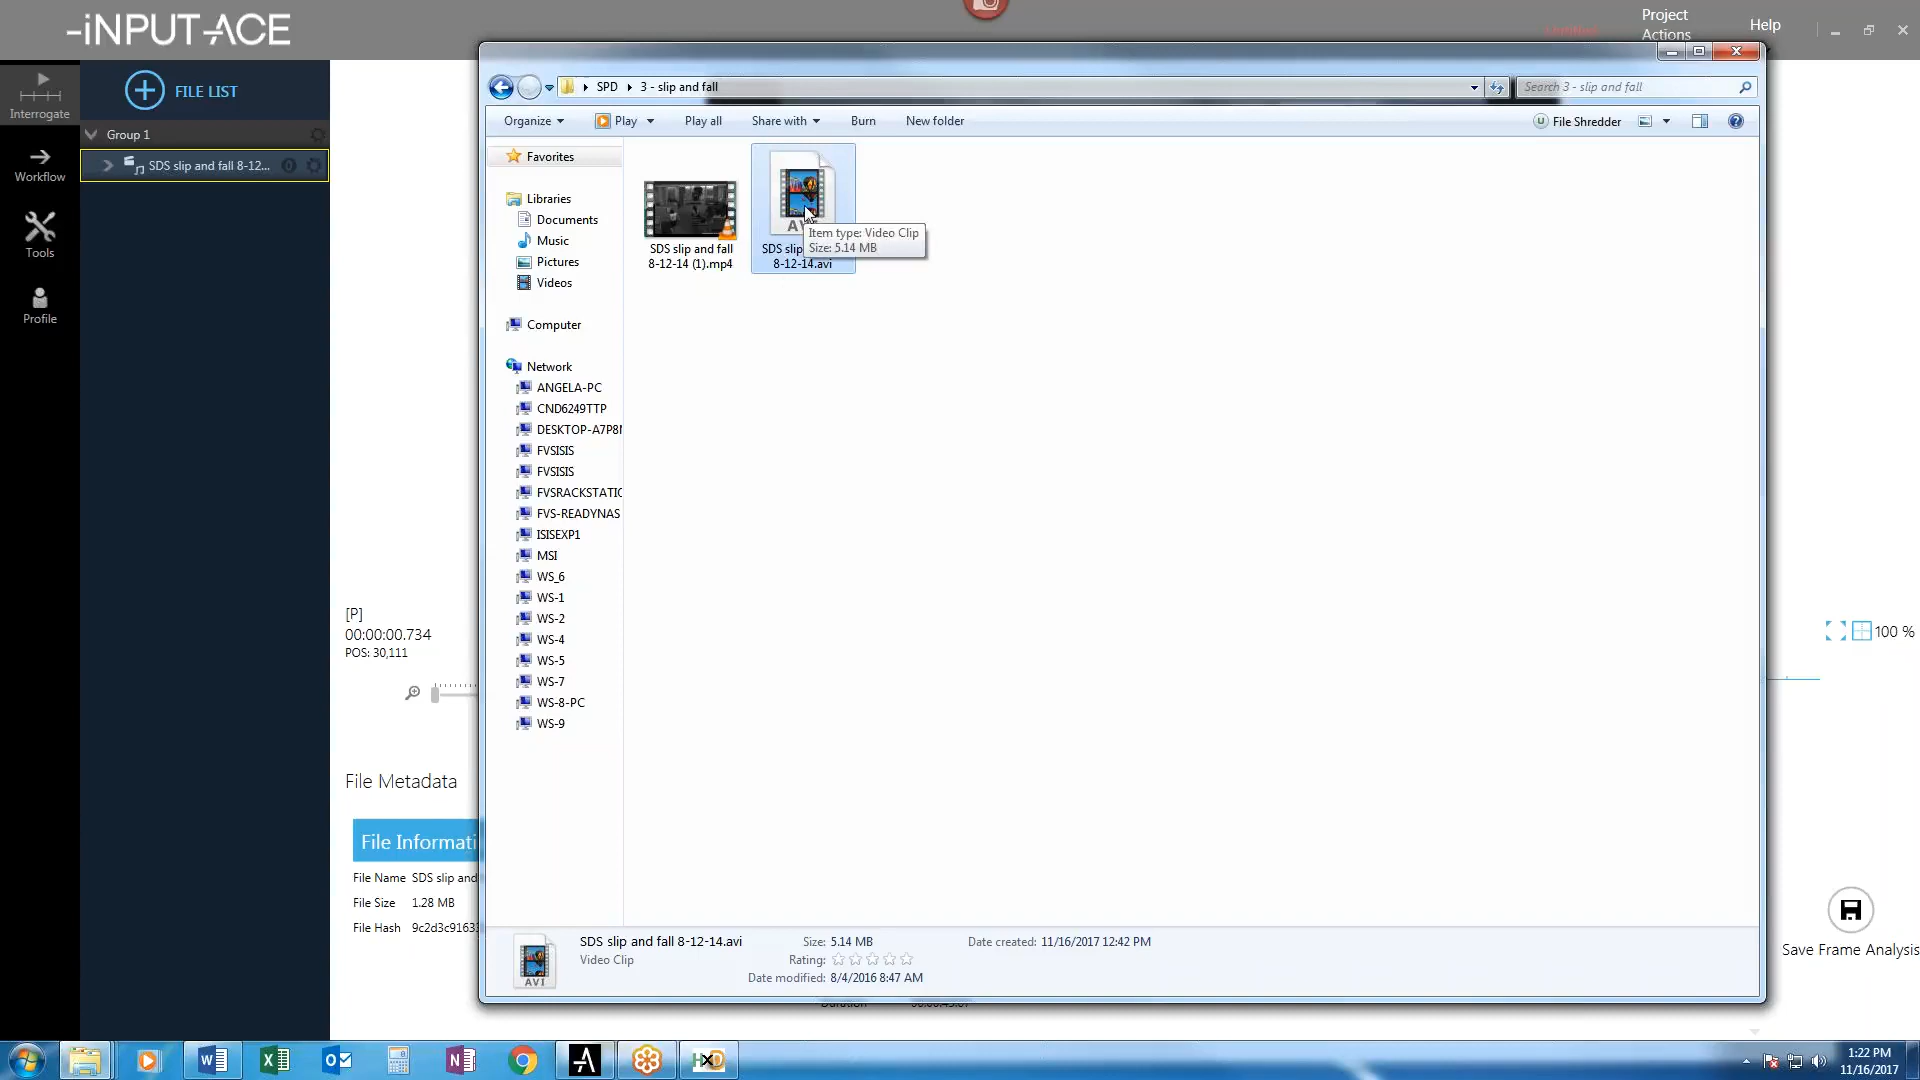 -iNPUT-ACE
Project
Actions
Help
Interrogate
Workflow
Tools
Profile
FILE LIST
Group 1
SDS slip and fall 8-12...
SPD
3 - slip and fall
Search 3 - slip and fall
Organize
Play
Play all
Share with
Burn
New folder
File Shredder
Favorites
Libraries
Documents
Music
Pictures
Videos
Computer
Network
ANGELA-PC
CND6249TTP
DESKTOP-A7P8
FVSISIS
FVSISIS
FVSRACKSTATIO
FVS-READYNAS
ISISEXP1
MSI
WS_6
WS-1
WS-2
WS-4
WS-5
WS-7
WS-8-PC
WS-9
SDS slip and fall
8-12-14 (1).mp4
SDS slip
8-12-14.avi
Item type: Video Clip
Size: 5.14 MB
[P]
00:00:00.734
POS: 30,111
100 %
File Metadata
File Informati
File Name SDS slip and
File Size 1.28 MB
File Hash 9c2d3c9163
Save Frame Analysis
AVI
SDS slip and fall 8-12-14.avi
Video Clip
Size: 5.14 MB
Rating:
Date modified: 8/4/2016 8:47 AM
Date created: 11/16/2017 12:42 PM
HXD
1:22 PM
11/16/2017